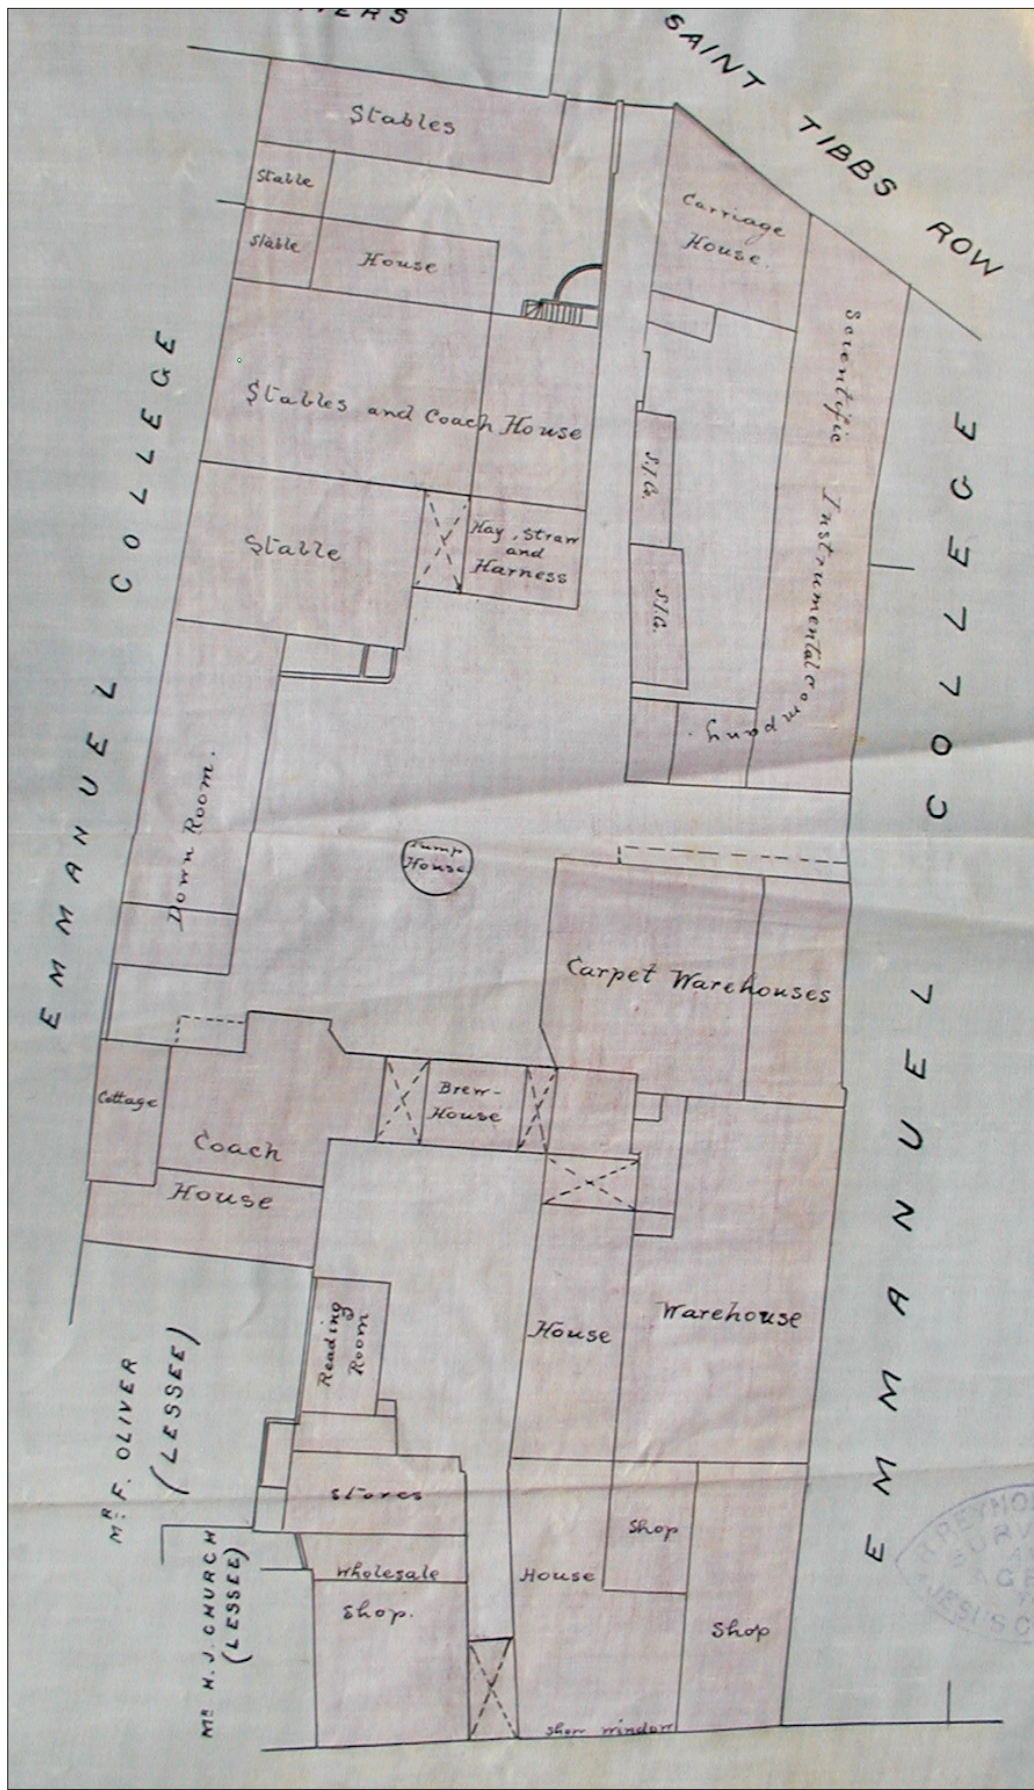 SAINT TIBBS ROW
Stables
Stable
Stable
House
Carriage
House.
Stables and Coach House
Stable
Hay, Straw
and
Harness
S.I.Co.
S.I.Co.
Scientific Instrumental Company.
EMMANUEL COLLEGE
EMMANUEL COLLEGE
Down Room.
Pump
House
Carpet Warehouses
Cottage
Coach
House
Brew-
House
House
Warehouse
Reading
Room
Stores
Wholesale
Shop.
House
Shop
Shop
Show window
MR. F. OLIVER
(LESSEE)
MR H. J. CHURCH
(LESSEE)